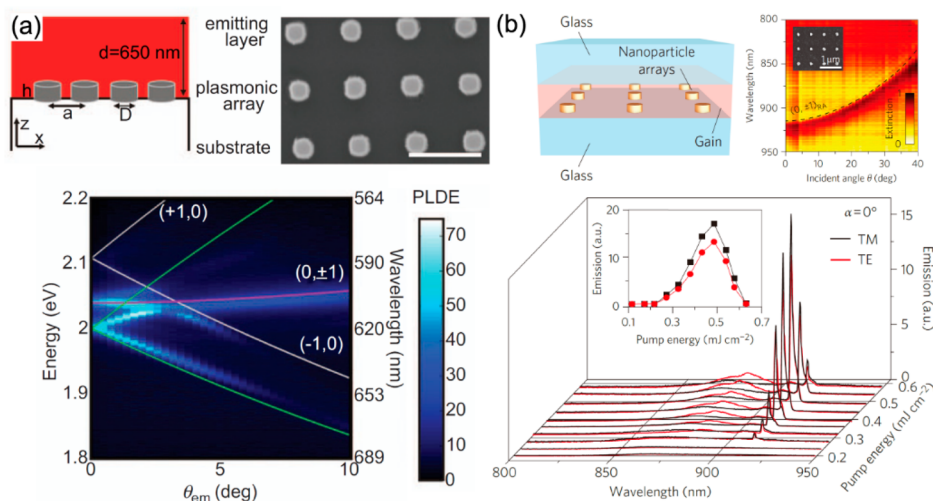 (a)
d=650 nm
h
a
D
z
x
emitting
layer
plasmonic
array
substrate
2.2
2.1
2
1.9
1.8
Energy (eV)
0
5
10
θem (deg)
(+1,0)
(0,±1)
(-1,0)
564
590
620
653
689
Wavelength (nm)
PLDE
70
60
50
40
30
20
10
0
(b)
Glass
Nanoparticle
arrays
Gain
Glass
800
850
900
950
Wavelength (nm)
1 μm
(0, ±1)RA
Extinction
1
0
0 10 20 30 40
Incident angle θ (deg)
20
10
0
Emission (a.u.)
0.1 0.3 0.5 0.7
Pump energy (mJ cm⁻²)
α=0°
TM
TE
15
10
5
0
Emission (a.u.)
0.6
0.5
0.4
0.3
0.2
Pump energy (mJ cm⁻²)
800 850 900 950
Wavelength (nm)